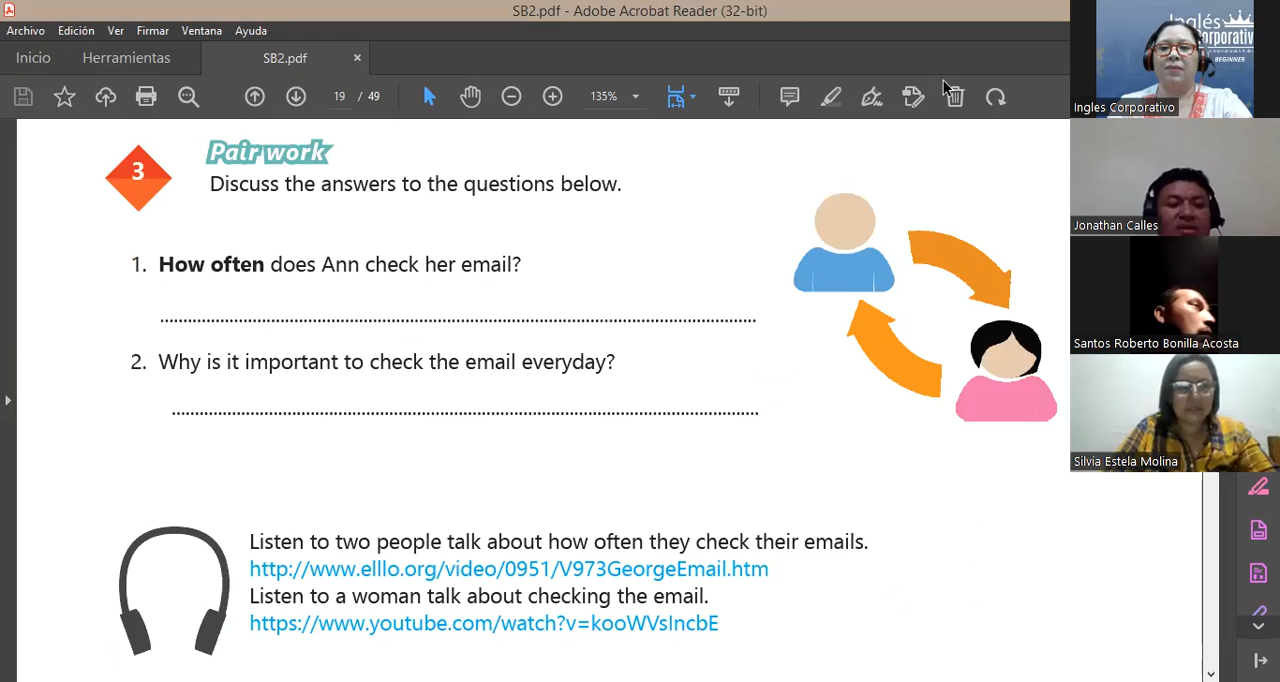 SB2.pdf - Adobe Acrobat Reader (32-bit)
Archivo Edición Ver Firmar Ventana Ayuda
Inicio Herramientas SB2.pdf ×
19 / 49 135%
3
Pair work
Discuss the answers to the questions below.
1. How often does Ann check her email?
2. Why is it important to check the email everyday?
Listen to two people talk about how often they check their emails.
http://www.elllo.org/video/0951/V973GeorgeEmail.htm
Listen to a woman talk about checking the email.
https://www.youtube.com/watch?v=kooWVsIncbE
Inglés
Corporativo
BEGINNER
Ingles Corporativo
Jonathan Calles
Santos Roberto Bonilla Acosta
Silvia Estela Molina